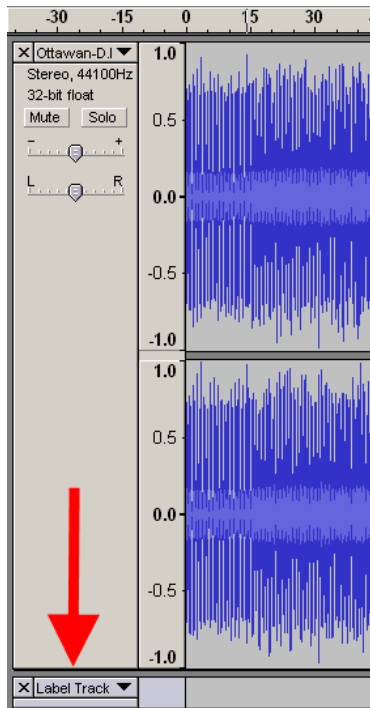 -30 -15 0 15 30
X Ottawan-D.I
Stereo, 44100Hz
32-bit float
Mute Solo
- +
L R
1.0
0.5
0.0
-0.5
-1.0
1.0
0.5
0.0
-0.5
-1.0
X Label Track